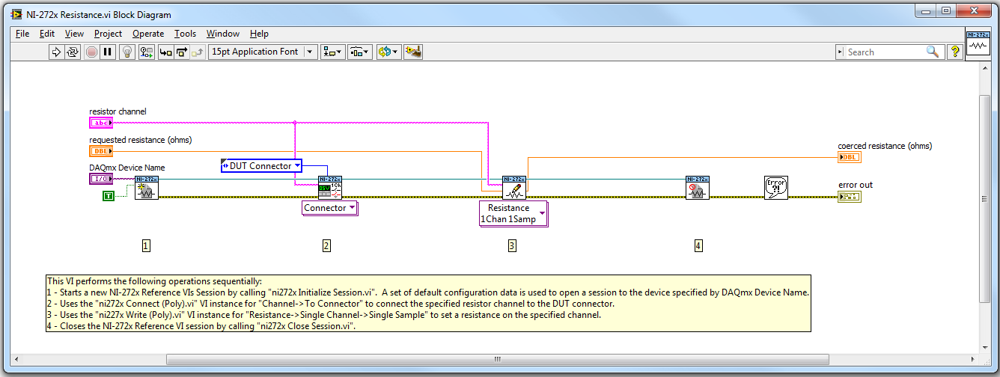 NI-272x Resistance.vi Block Diagram
File Edit View Project Operate Tools Window Help
15pt Application Font
Search
NI-272x
resistor channel
abc
requested resistance (ohms)
DBL
coerced resistance (ohms)
DBL
DAQmx Device Name
DUT Connector
I/O
NI-272x
NI-272x
1Ch
NI-272x
NI-272x
Error
?!
error out
T
Connector
Resistance
1Chan 1Samp
1 2 3 4
This VI performs the following operations sequentially:
1 - Starts a new NI-272x Reference VIs Session by calling "ni272x Initialize Session.vi".  A set of default configuration data is used to open a session to the device specified by DAQmx Device Name.
2 - Uses the "ni272x Connect (Poly).vi" VI instance for "Channel->To Connector" to connect the specified resistor channel to the DUT connector.
3 - Uses the "ni227x Write (Poly).vi" VI instance for "Resistance->Single Channel->Single Sample" to set a resistance on the specified channel.
4 - Closes the NI-272x Reference VI session by calling "ni272x Close Session.vi".